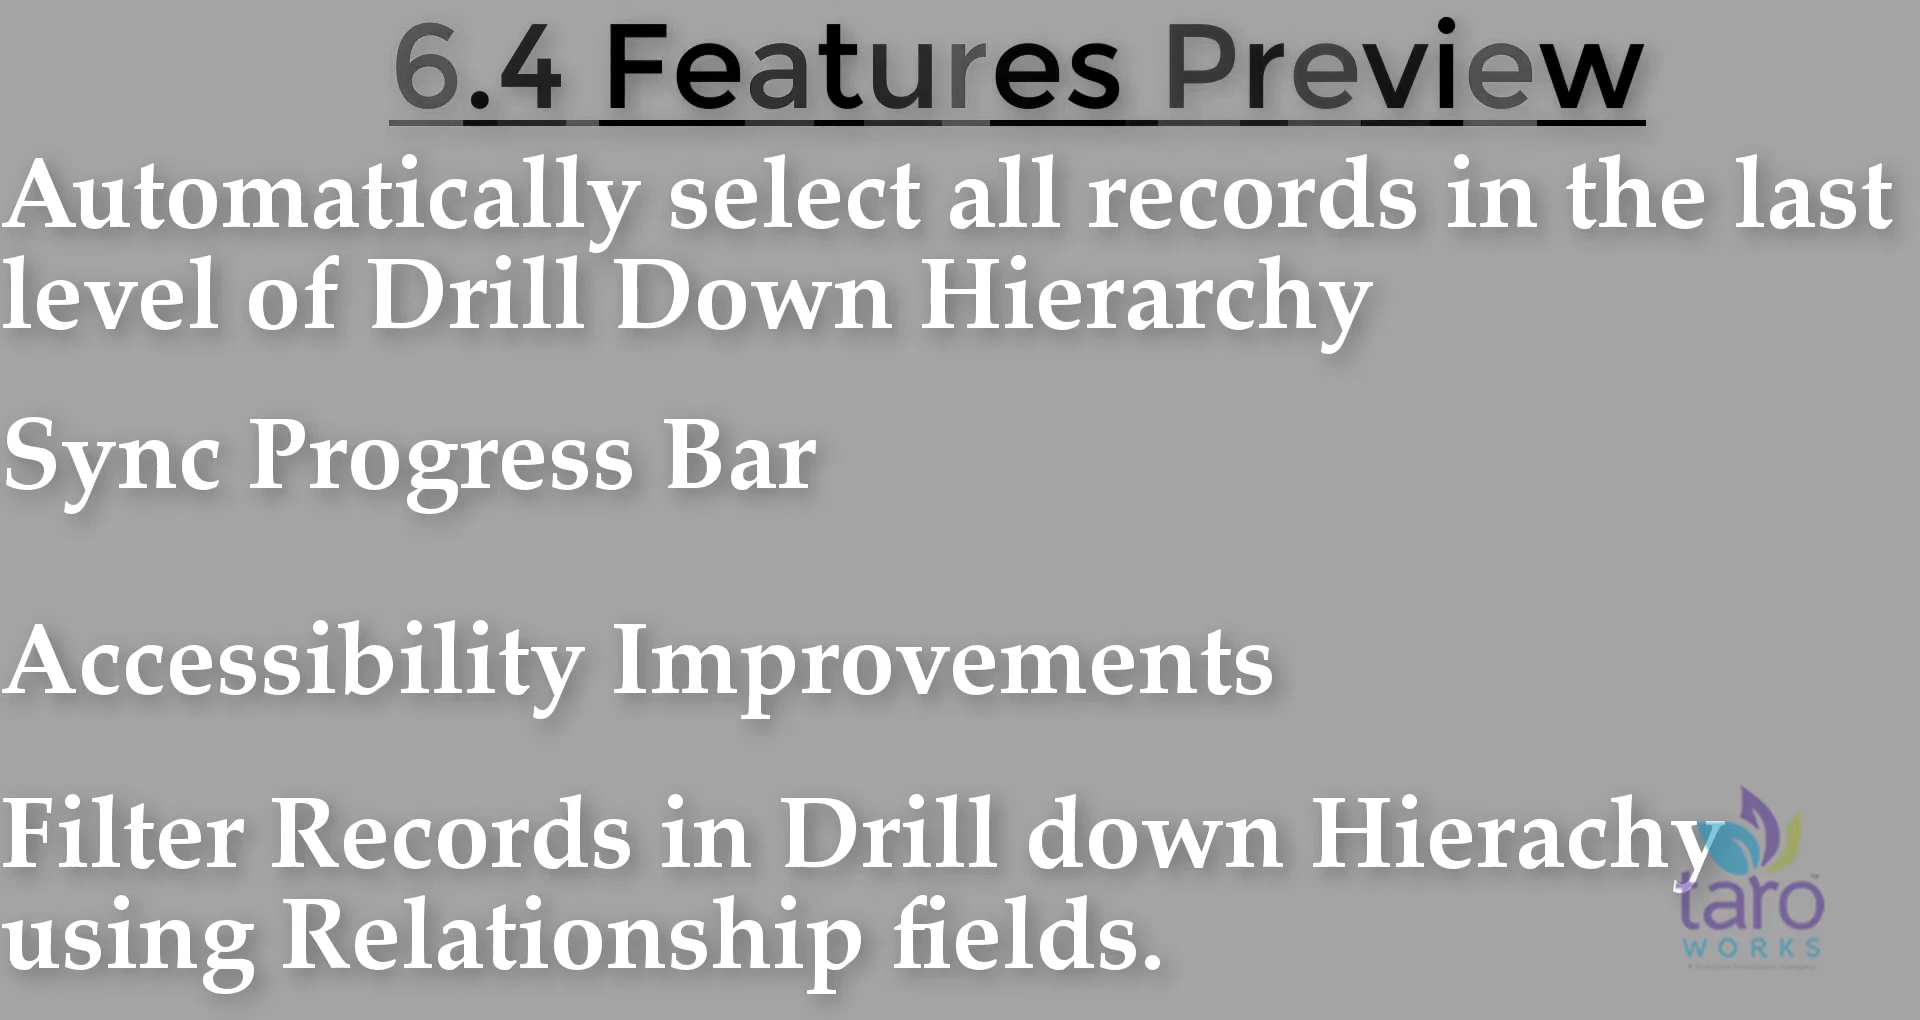 6.4 Features Preview
Automatically select all records in the last
level of Drill Down Hierarchy
Sync Progress Bar
Accessibility Improvements
Filter Records in Drill down Hierachy
using Relationship fields.
taro™
WORKS